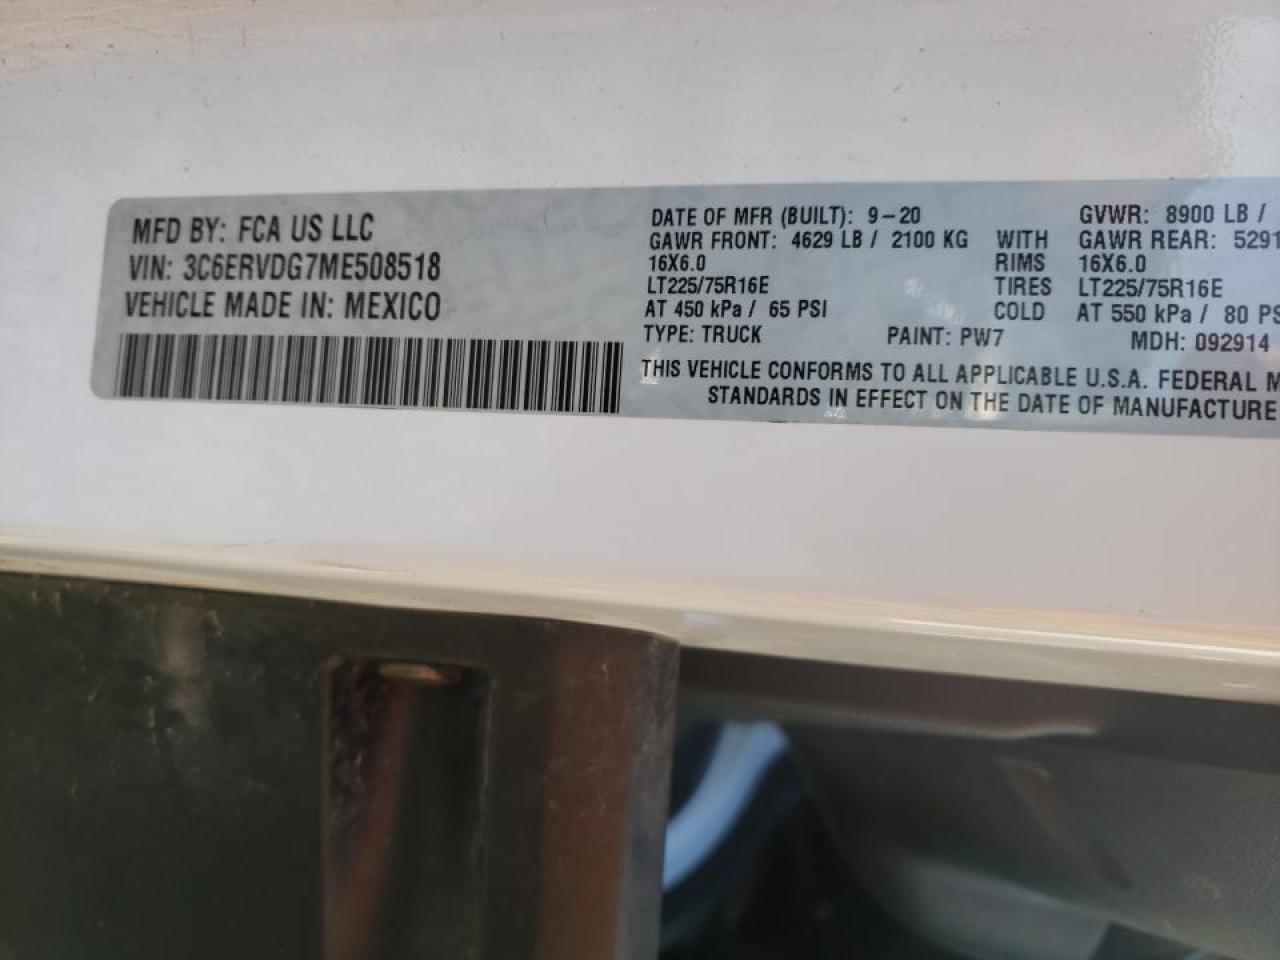 MFD BY: FCA US LLC
VIN: 3C6ERVDG7ME508518
VEHICLE MADE IN: MEXICO
DATE OF MFR (BUILT): 9-20 GVWR: 8900 LB /
GAWR FRONT: 4629 LB / 2100 KG WITH GAWR REAR: 5291
16X6.0 RIMS 16X6.0
LT225/75R16E TIRES LT225/75R16E
AT 450 kPa / 65 PSI COLD AT 550 kPa / 80 PS
TYPE: TRUCK PAINT: PW7 MDH: 092914
THIS VEHICLE CONFORMS TO ALL APPLICABLE U.S.A. FEDERAL M
STANDARDS IN EFFECT ON THE DATE OF MANUFACTURE